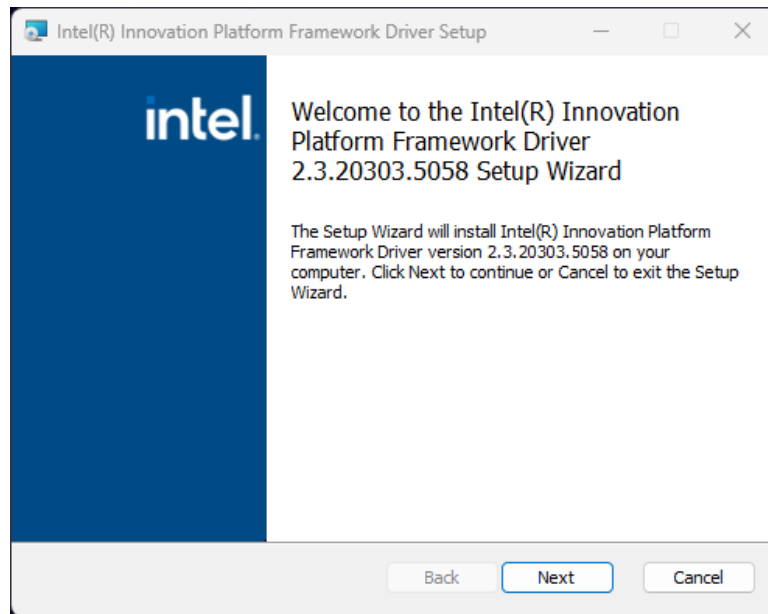 Intel(R) Innovation Platform Framework Driver Setup
intel.
Welcome to the Intel(R) Innovation
Platform Framework Driver
2.3.20303.5058 Setup Wizard
The Setup Wizard will install Intel(R) Innovation Platform
Framework Driver version 2.3.20303.5058 on your
computer. Click Next to continue or Cancel to exit the Setup
Wizard.
Back
Next
Cancel